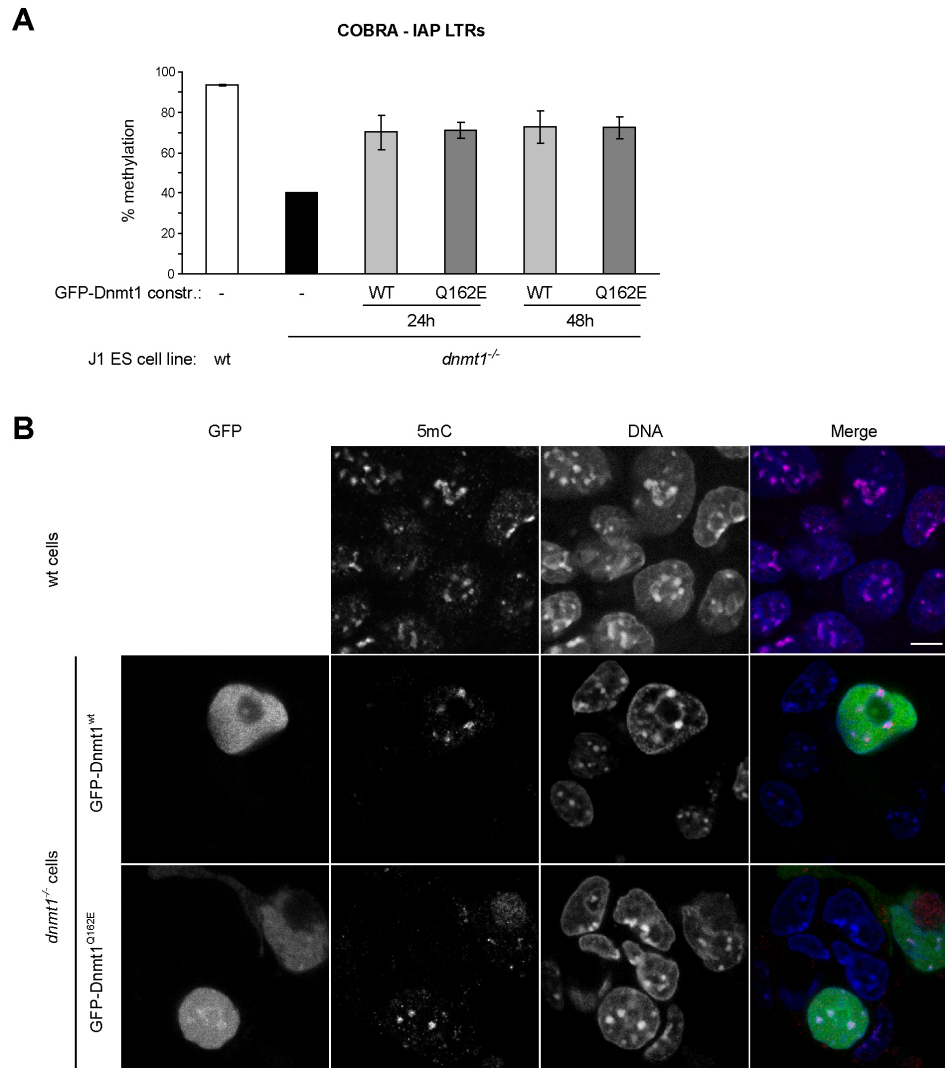 A
COBRA - IAP LTRs
100
80
60
40
20
0
% methylation
GFP-Dnmt1 constr.: - - WT Q162E WT Q162E
24h 48h
J1 ES cell line: wt dnmt1-/-
B
GFP 5mC DNA Merge
wt cells
dnmt1-/- cells
GFP-Dnmt1wt
GFP-Dnmt1Q162E